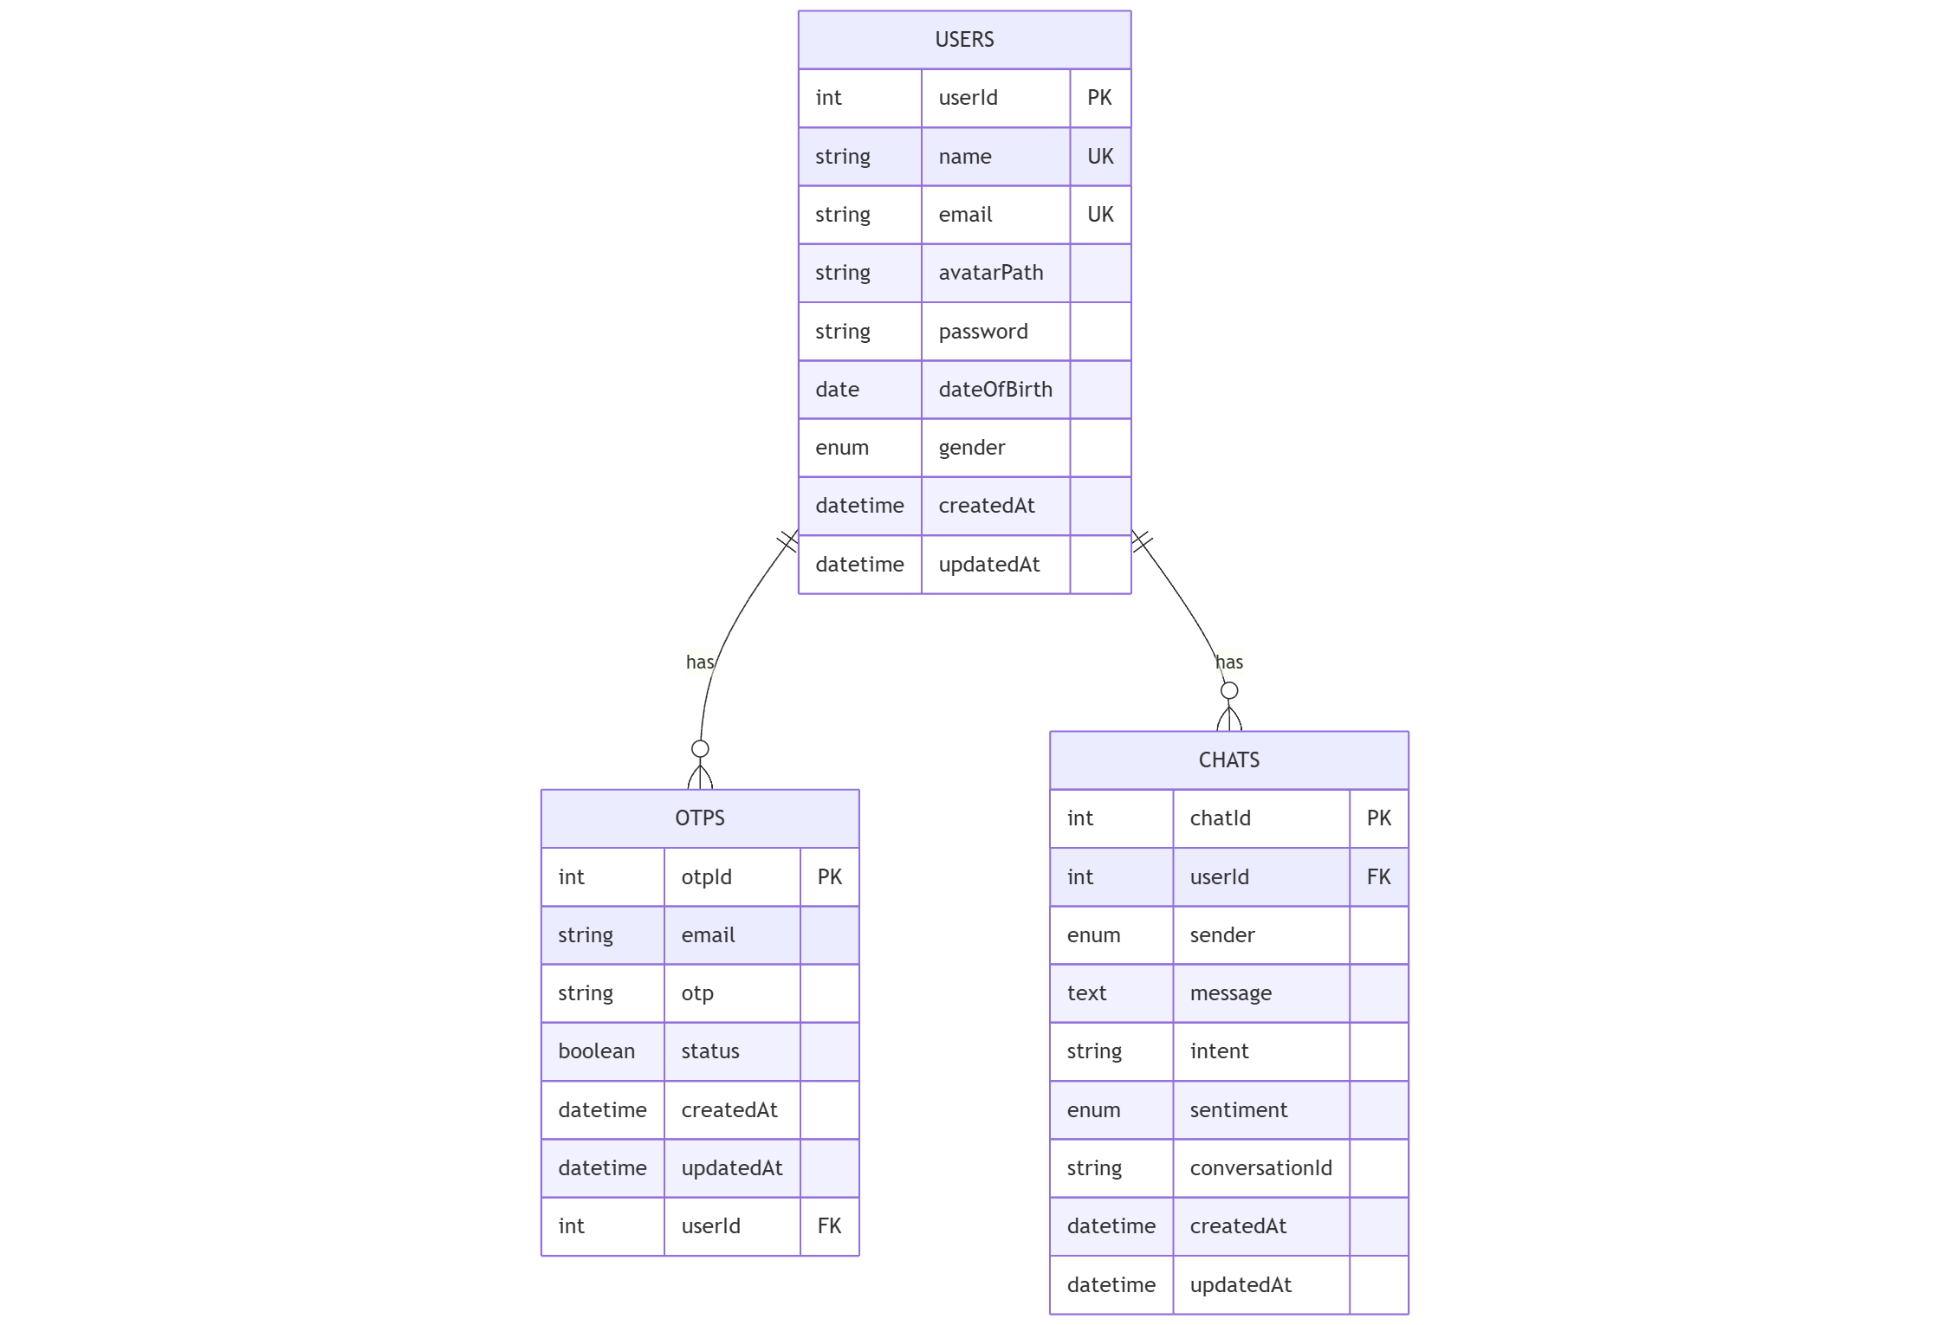 USERS
int userId PK
string name UK
string email UK
string avatarPath
string password
date dateOfBirth
enum gender
datetime createdAt
datetime updatedAt
has
has
OTPS
int otpId PK
string email
string otp
boolean status
datetime createdAt
datetime updatedAt
int userId FK
CHATS
int chatId PK
int userId FK
enum sender
text message
string intent
enum sentiment
string conversationId
datetime createdAt
datetime updatedAt